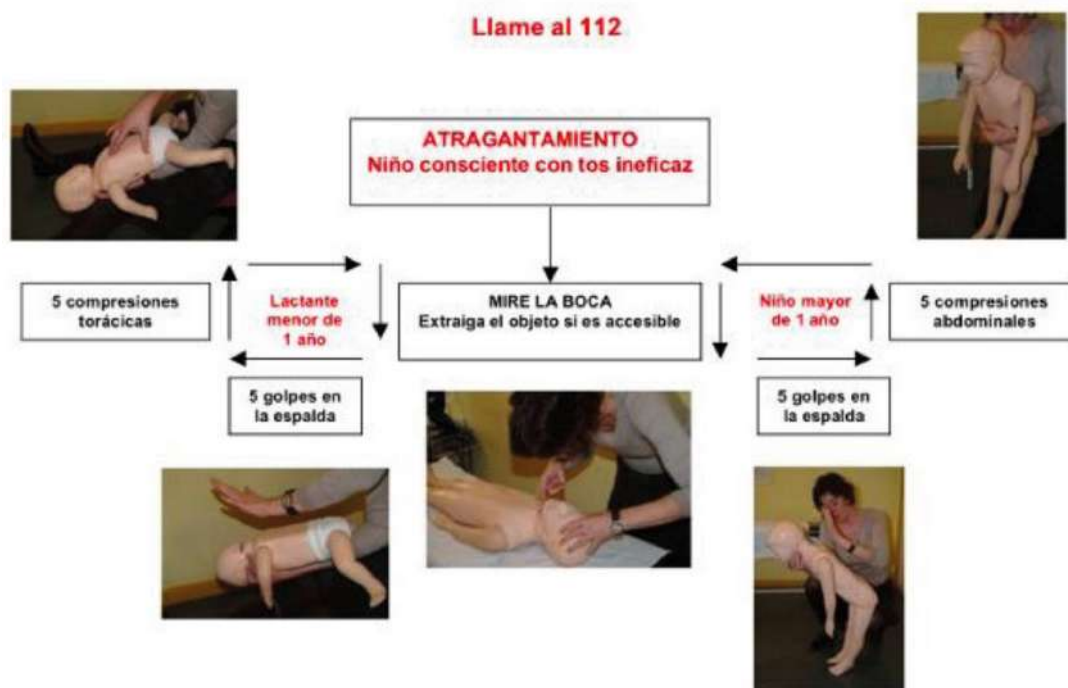 Llame al 112
ATRAGANTAMIENTO
Niño consciente con tos ineficaz
5 compresiones
torácicas
Lactante
menor de
1 año
MIRE LA BOCA
Extraiga el objeto si es accesible
Niño mayor
de 1 año
5 compresiones
abdominales
5 golpes en
la espalda
5 golpes en
la espalda